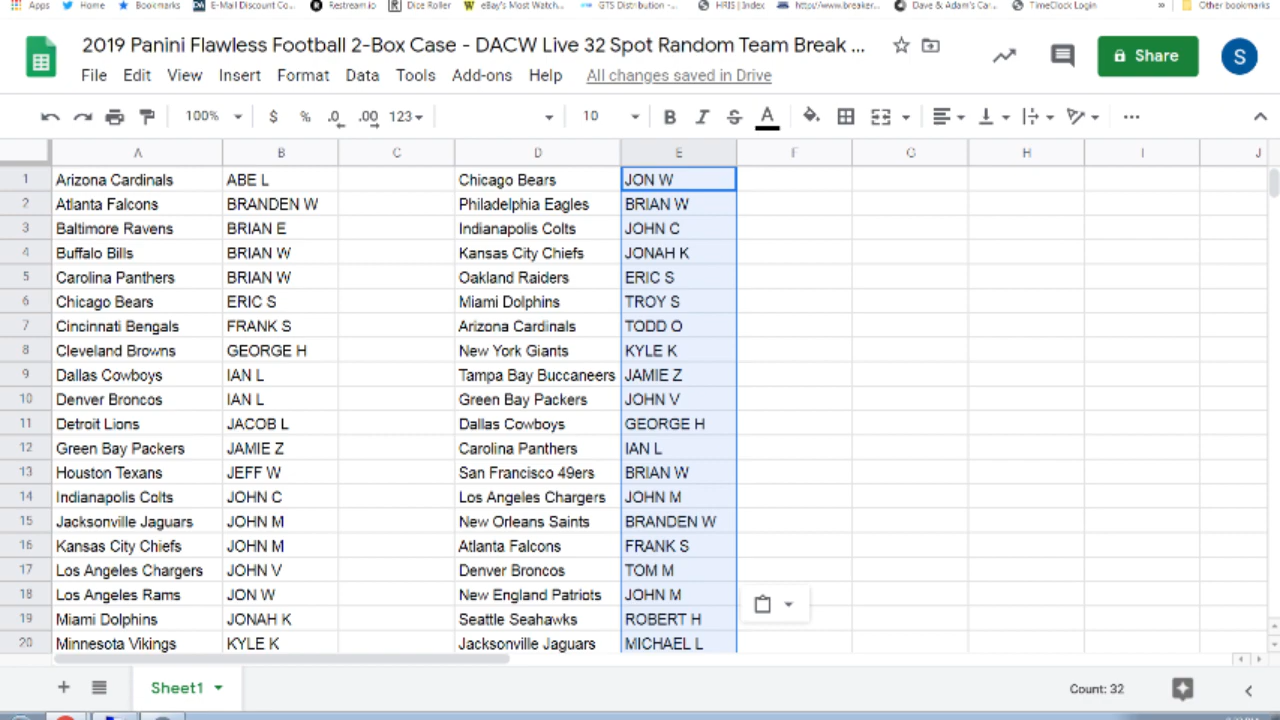 Apps Twitter Home Bookmarks E-Mail Discount Co... Restream.io Dice Roller eBay's Most Watch... GTS Distribution -... HRIS | Index http://www.breaker... Dave & Adam's Car... TimeClock Login » Other bookmarks
2019 Panini Flawless Football 2-Box Case - DACW Live 32 Spot Random Team Break ...
Share
S
File Edit View Insert Format Data Tools Add-ons Help All changes saved in Drive
100% $ % .0 .00 123 10 B I S A
A B C D E F G H I J
1 Arizona Cardinals ABE L Chicago Bears JON W
2 Atlanta Falcons BRANDEN W Philadelphia Eagles BRIAN W
3 Baltimore Ravens BRIAN E Indianapolis Colts JOHN C
4 Buffalo Bills BRIAN W Kansas City Chiefs JONAH K
5 Carolina Panthers BRIAN W Oakland Raiders ERIC S
6 Chicago Bears ERIC S Miami Dolphins TROY S
7 Cincinnati Bengals FRANK S Arizona Cardinals TODD O
8 Cleveland Browns GEORGE H New York Giants KYLE K
9 Dallas Cowboys IAN L Tampa Bay Buccaneers JAMIE Z
10 Denver Broncos IAN L Green Bay Packers JOHN V
11 Detroit Lions JACOB L Dallas Cowboys GEORGE H
12 Green Bay Packers JAMIE Z Carolina Panthers IAN L
13 Houston Texans JEFF W San Francisco 49ers BRIAN W
14 Indianapolis Colts JOHN C Los Angeles Chargers JOHN M
15 Jacksonville Jaguars JOHN M New Orleans Saints BRANDEN W
16 Kansas City Chiefs JOHN M Atlanta Falcons FRANK S
17 Los Angeles Chargers JOHN V Denver Broncos TOM M
18 Los Angeles Rams JON W New England Patriots JOHN M
19 Miami Dolphins JONAH K Seattle Seahawks ROBERT H
20 Minnesota Vikings KYLE K Jacksonville Jaguars MICHAEL L
Sheet1
Count: 32